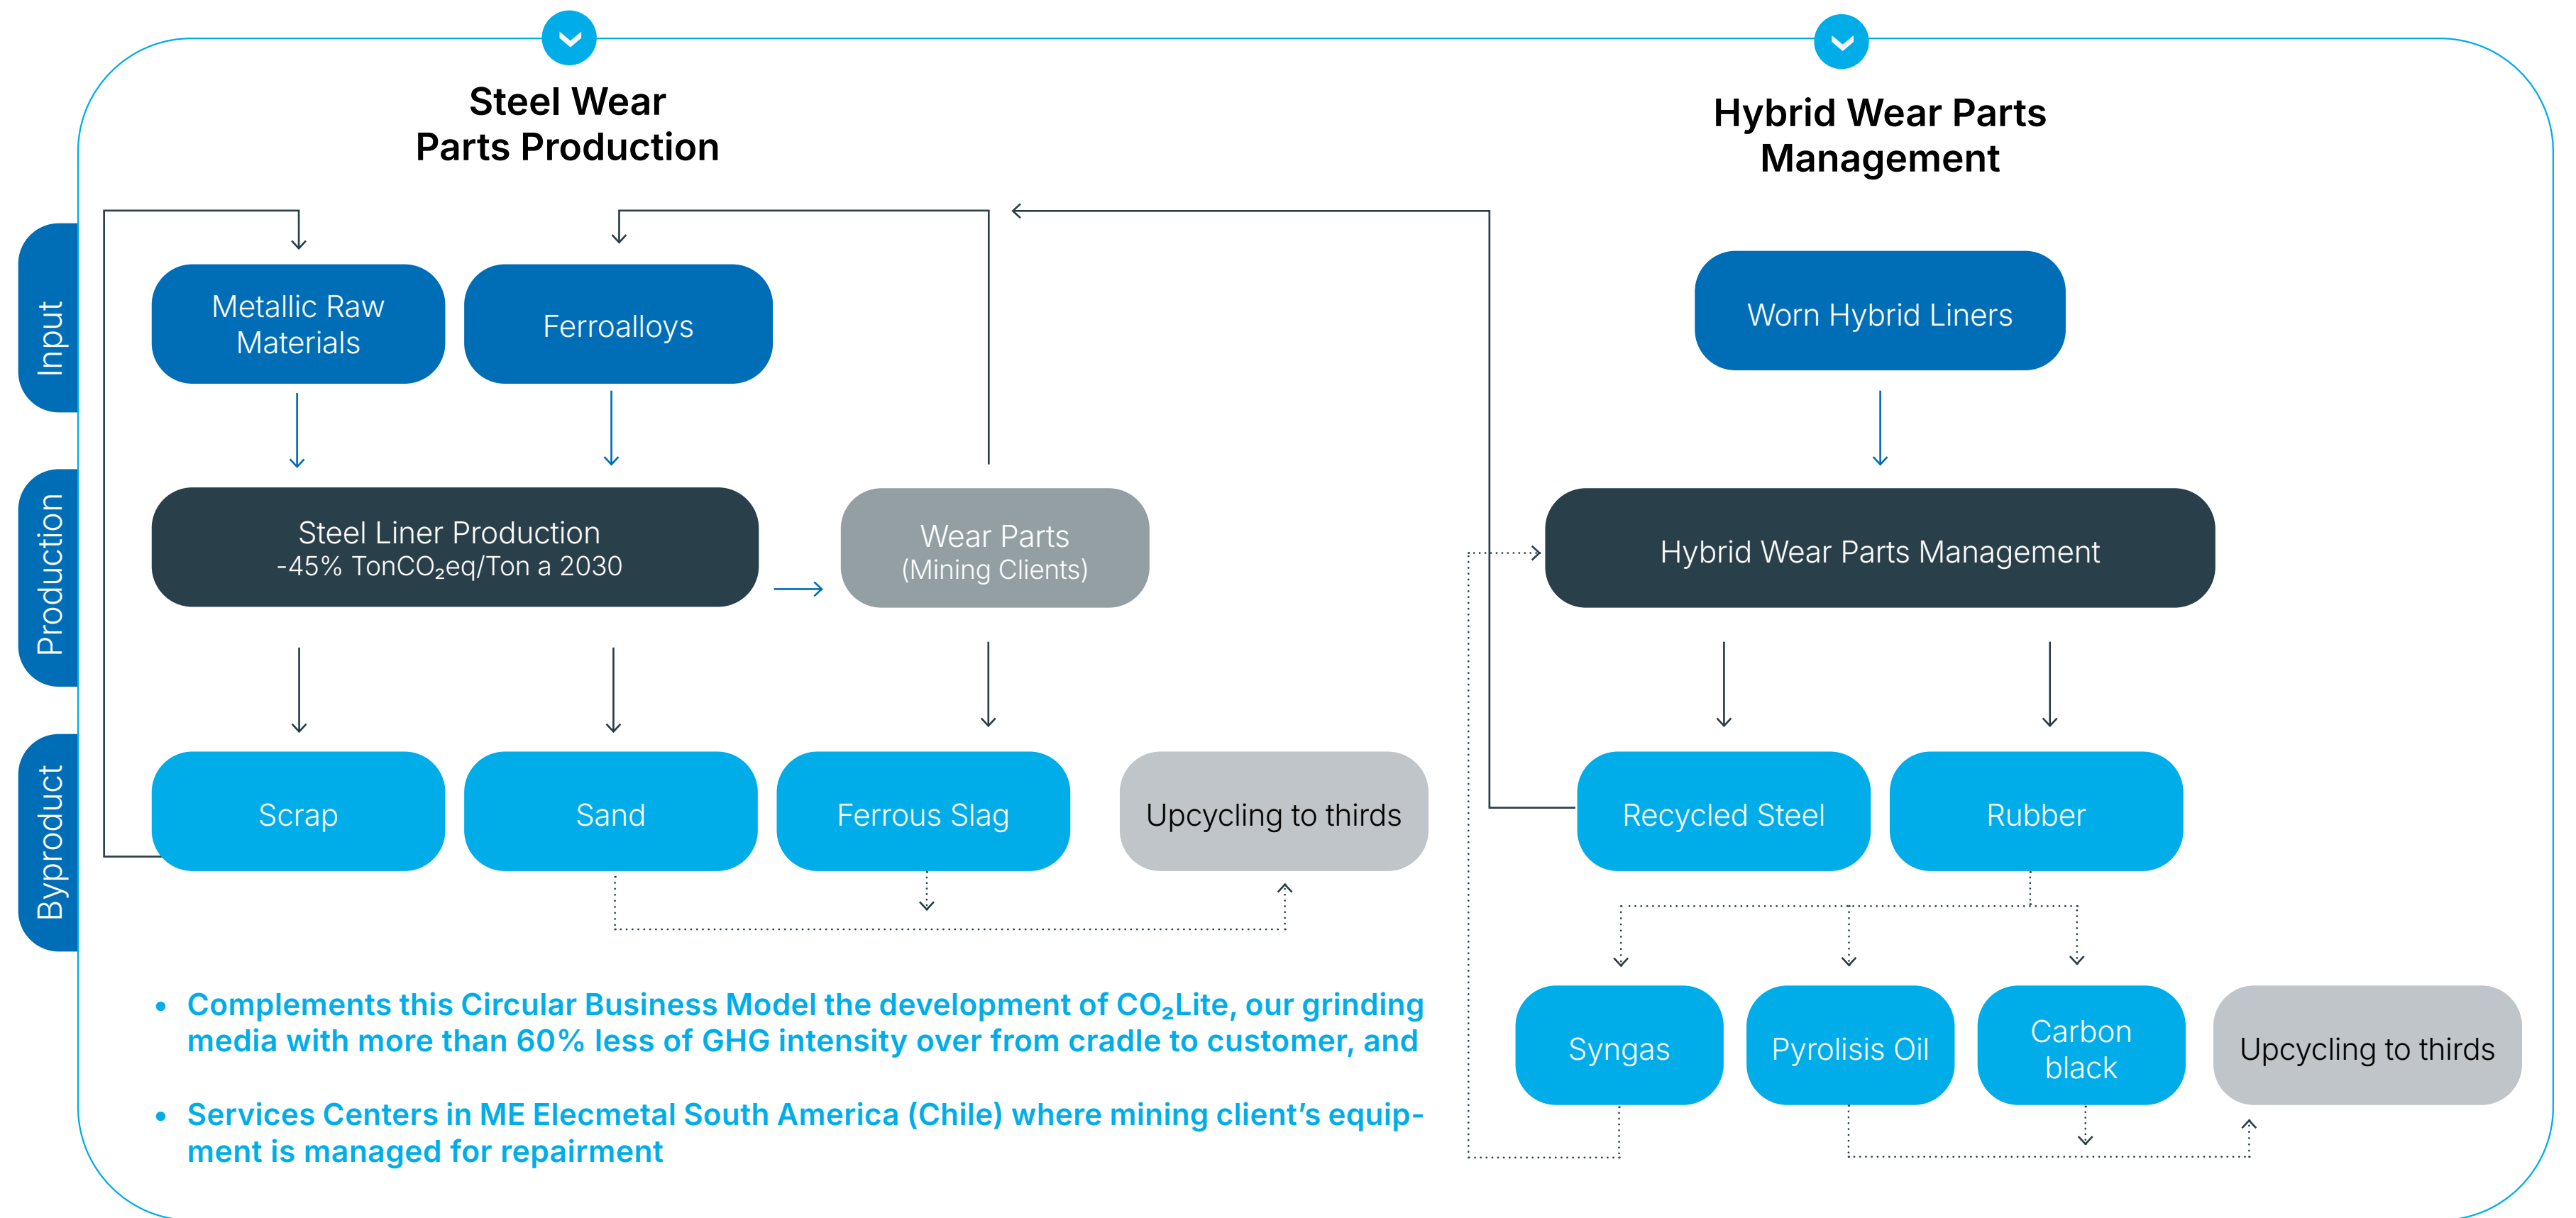 Steel Wear
Parts Production
Hybrid Wear Parts
Management
Input
Metallic Raw
Materials
Ferroalloys
Worn Hybrid Liners
Production
Steel Liner Production
-45% TonCO₂eq/Ton a 2030
Wear Parts
(Mining Clients)
Hybrid Wear Parts Management
Byproduct
Scrap
Sand
Ferrous Slag
Upcycling to thirds
Recycled Steel
Rubber
Syngas
Pyrolisis Oil
Carbon
black
Upcycling to thirds
• Complements this Circular Business Model the development of CO₂Lite, our grinding
media with more than 60% less of GHG intensity over from cradle to customer, and
• Services Centers in ME Elecmetal South America (Chile) where mining client’s equip-
ment is managed for repairment